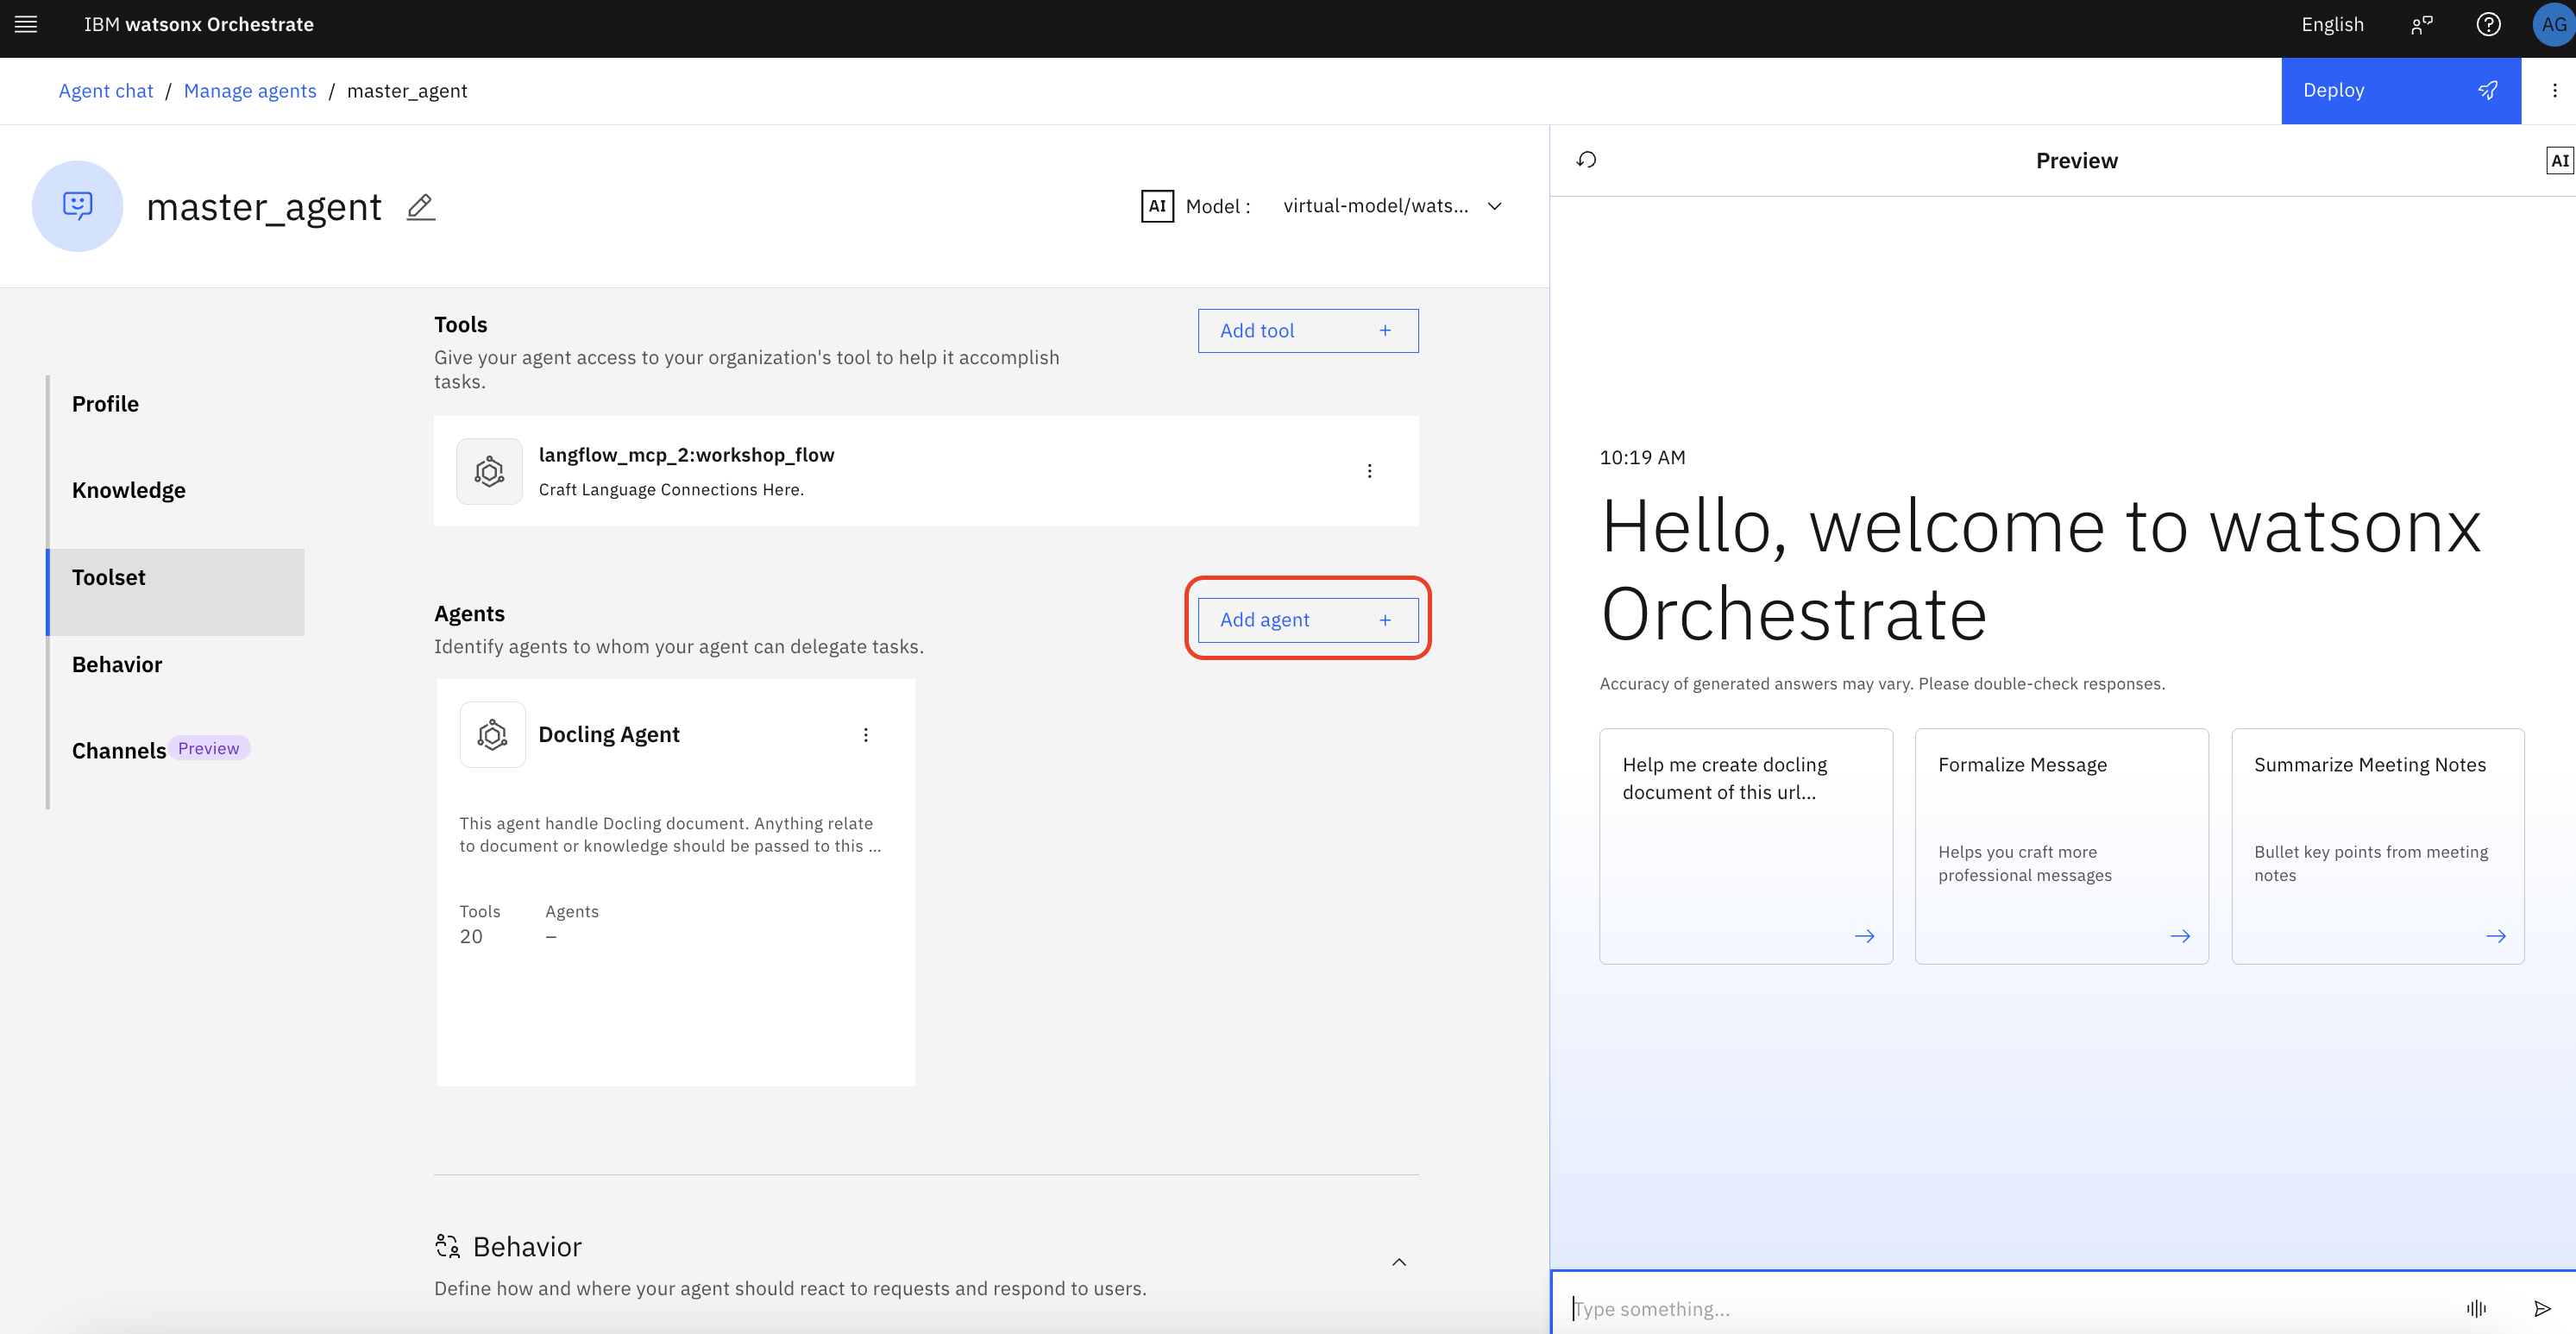 IBM watsonx Orchestrate
English
AG
Agent chat / Manage agents / master_agent
Deploy
master_agent
AI Model : virtual-model/wats...
Profile
Knowledge
Toolset
Behavior
Channels Preview
Tools
Add tool +
Give your agent access to your organization's tool to help it accomplish
tasks.
langflow_mcp_2:workshop_flow
Craft Language Connections Here.
Agents
Add agent +
Identify agents to whom your agent can delegate tasks.
Docling Agent
This agent handle Docling document. Anything relate
to document or knowledge should be passed to this ...
Tools Agents
20 –
Behavior
Define how and where your agent should react to requests and respond to users.
Preview
AI
10:19 AM
Hello, welcome to watsonx
Orchestrate
Accuracy of generated answers may vary. Please double-check responses.
Help me create docling
document of this url...
Formalize Message
Helps you craft more
professional messages
Summarize Meeting Notes
Bullet key points from meeting
notes
Type something...